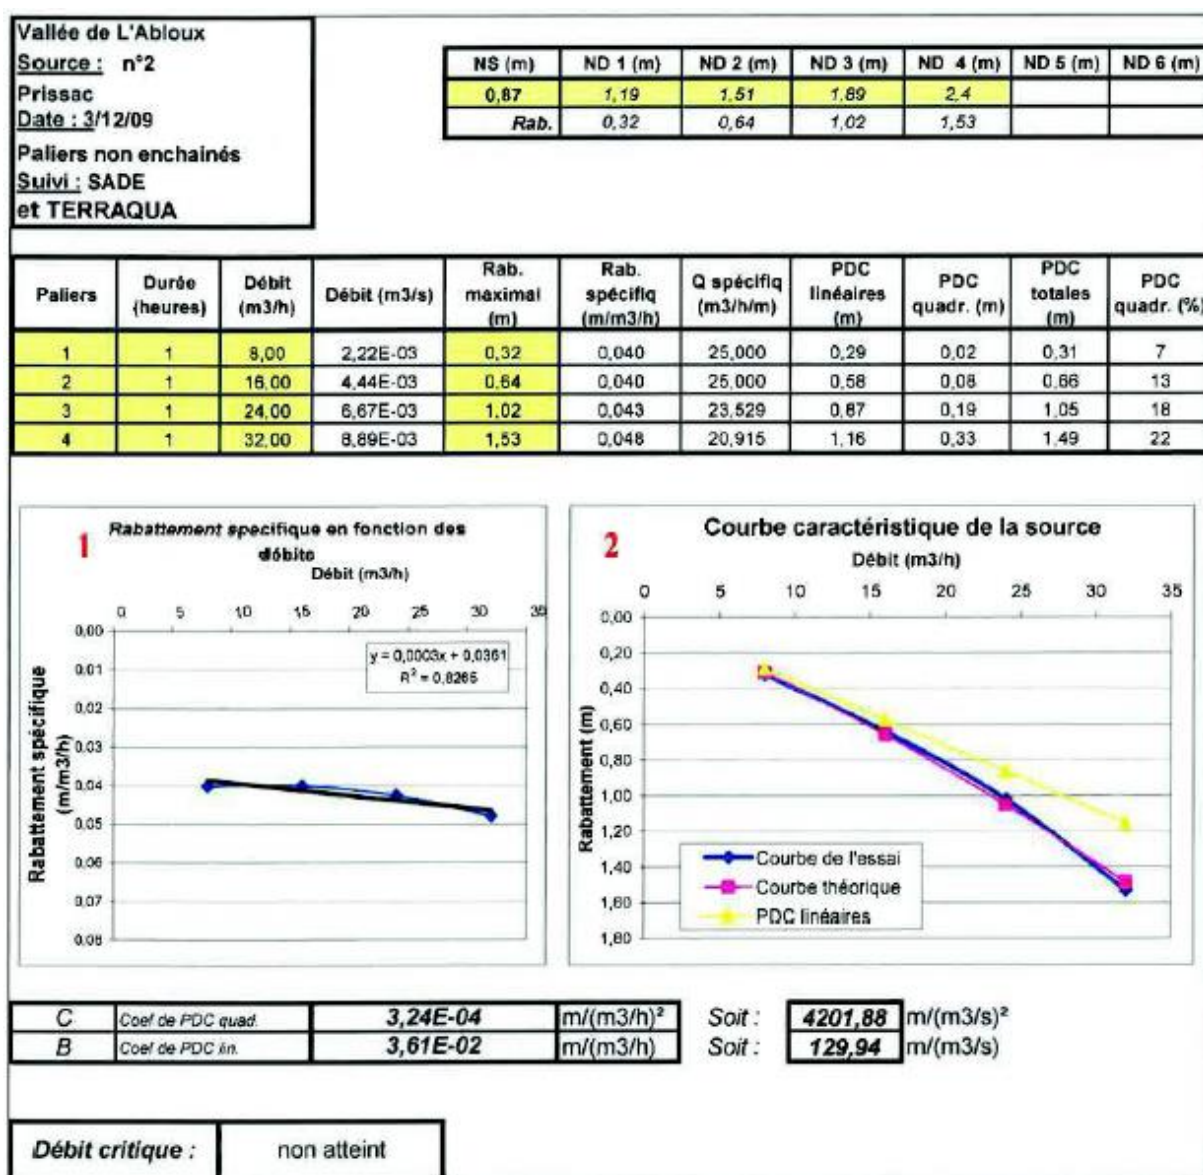 Vallée de L'Abloux
Source : n°2
Prissac
Date : 3/12/09
Paliers non enchainés
Suivi : SADE
et TERRAQUA
NS (m) ND 1 (m) ND 2 (m) ND 3 (m) ND 4 (m) ND 5 (m) ND 6 (m)
0,87 1,19 1,51 1,89 2,4
Rab. 0,32 0,64 1,02 1,53
Paliers Durée (heures) Débit (m3/h) Débit (m3/s) Rab. maximal (m) Rab. spécifiq (m/m3/h) Q spécifiq (m3/h/m) PDC linéaires (m) PDC quadr. (m) PDC totales (m) PDC quadr. (%)
1 1 8,00 2,22E-03 0,32 0,040 25,000 0,29 0,02 0,31 7
2 1 16,00 4,44E-03 0,64 0,040 25,000 0,58 0,08 0,66 13
3 1 24,00 6,67E-03 1,02 0,043 23,529 0,87 0,19 1,05 18
4 1 32,00 8,89E-03 1,53 0,048 20,915 1,16 0,33 1,49 22
1
Rabattement specifique en fonction des
débits
Débit (m3/h)
0 5 10 15 20 25 30 35
0,00
0,01
0,02
0,03
0,04
0,05
0,06
0,07
0,08
Rabattement spécifique
(m/m3/h)
y = 0,0003x + 0,0361
R² = 0,8265
2
Courbe caractéristique de la source
Débit (m3/h)
0 5 10 15 20 25 30 35
0,00
0,20
0,40
0,60
0,80
1,00
1,20
1,40
1,60
1,80
Rabattement (m)
Courbe de l'essai
Courbe théorique
PDC linéaires
C Coef de PDC quad. 3,24E-04 m/(m3/h)² Soit : 4201,88 m/(m3/s)²
B Coef de PDC lin. 3,61E-02 m/(m3/h) Soit : 129,94 m/(m3/s)
Débit critique : non atteint